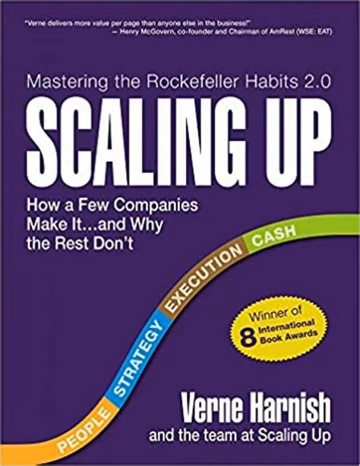 "Verne delivers more value per page than anyone else in the business!"
— Henry McGovern, co-founder and Chairman of AmRest (WSE: EAT)
Mastering the Rockefeller Habits 2.0
SCALING UP
How a Few Companies
Make It...and Why
the Rest Don't
PEOPLE STRATEGY EXECUTION CASH
Winner of
8 International
Book Awards
Verne Harnish
and the team at Scaling Up